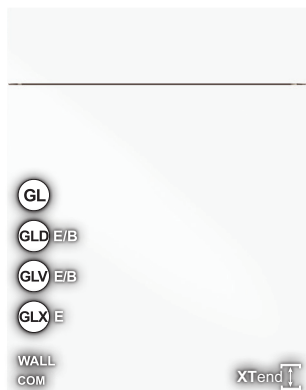 GL
GLD E/B
GLV E/B
GLX E
WALL
COM
XTend